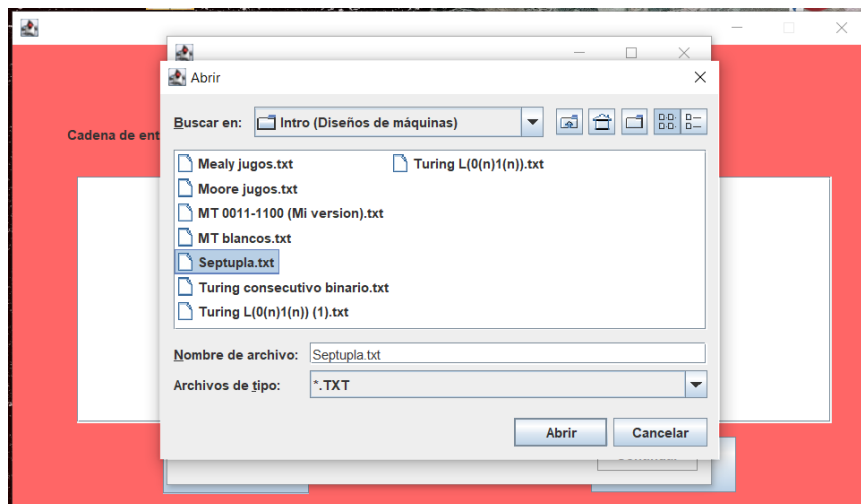 Abrir
Buscar en: Intro (Diseños de máquinas)
Cadena de ent
Mealy jugos.txt Turing L(0(n)1(n)).txt
Moore jugos.txt
MT 0011-1100 (Mi version).txt
MT blancos.txt
Septupla.txt
Turing consecutivo binario.txt
Turing L(0(n)1(n)) (1).txt
Nombre de archivo: Septupla.txt
Archivos de tipo: *.TXT
Abrir Cancelar